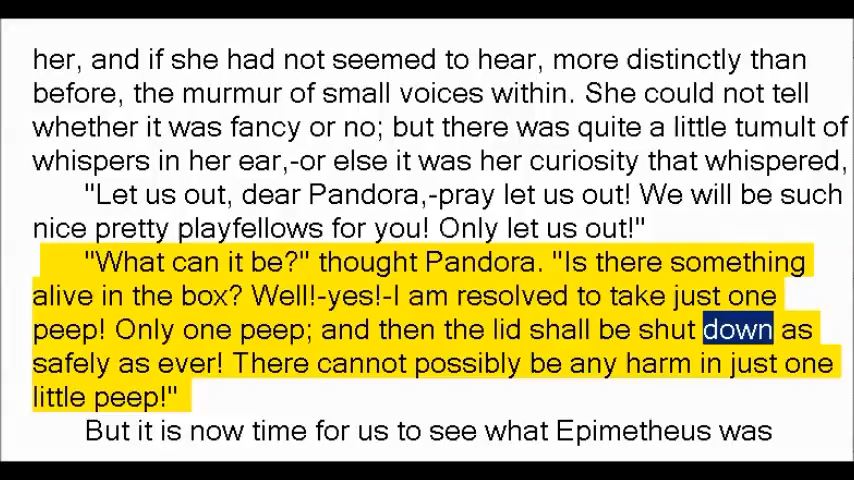 her, and if she had not seemed to hear, more distinctly than
before, the murmur of small voices within. She could not tell
whether it was fancy or no; but there was quite a little tumult of
whispers in her ear,-or else it was her curiosity that whispered,
"Let us out, dear Pandora,-pray let us out! We will be such
nice pretty playfellows for you! Only let us out!"
"What can it be?" thought Pandora. "Is there something
alive in the box? Well!-yes!-I am resolved to take just one
peep! Only one peep; and then the lid shall be shut down as
safely as ever! There cannot possibly be any harm in just one
little peep!"
But it is now time for us to see what Epimetheus was